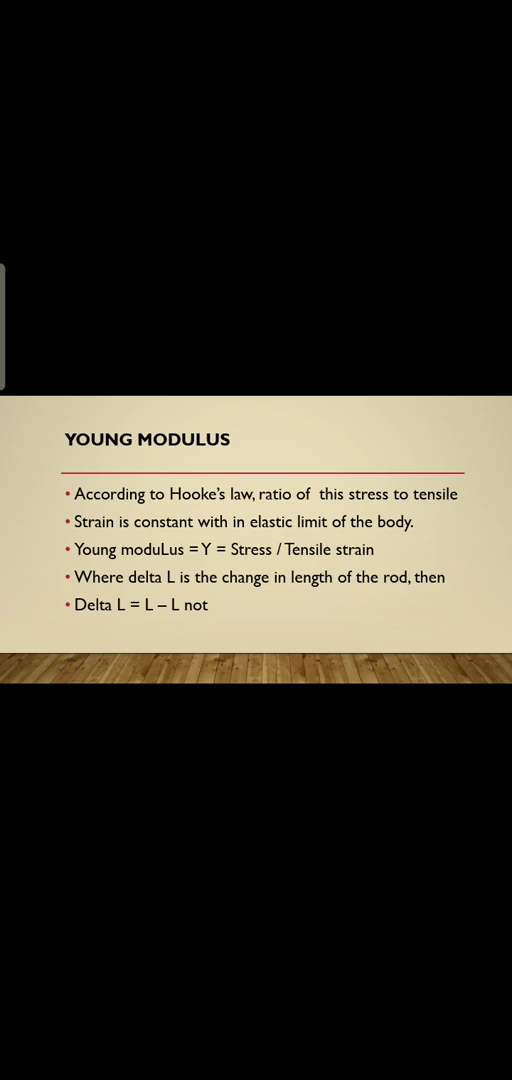 YOUNG MODULUS
• According to Hooke’s law, ratio of  this stress to tensile
• Strain is constant with in elastic limit of the body.
• Young moduLus = Y = Stress / Tensile strain
• Where delta L is the change in length of the rod, then
• Delta L = L – L not